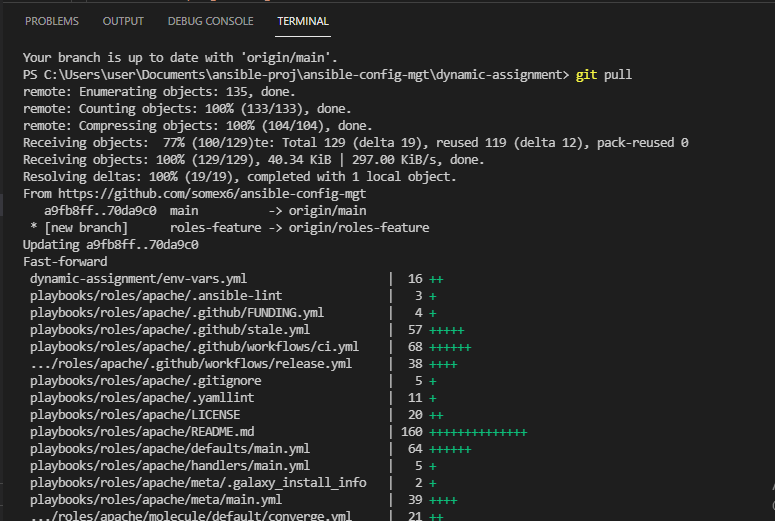 PROBLEMS OUTPUT DEBUG CONSOLE TERMINAL
Your branch is up to date with 'origin/main'.
PS C:\Users\user\Documents\ansible-proj\ansible-config-mgt\dynamic-assignment> git pull
remote: Enumerating objects: 135, done.
remote: Counting objects: 100% (133/133), done.
remote: Compressing objects: 100% (104/104), done.
Receiving objects:  77% (100/129)te: Total 129 (delta 19), reused 119 (delta 12), pack-reused 0
Receiving objects: 100% (129/129), 40.34 KiB | 297.00 KiB/s, done.
Resolving deltas: 100% (19/19), completed with 1 local object.
From https://github.com/somex6/ansible-config-mgt
   a9fb8ff..70da9c0  main          -> origin/main
 * [new branch]      roles-feature -> origin/roles-feature
Updating a9fb8ff..70da9c0
Fast-forward
 dynamic-assignment/env-vars.yml                    |  16 ++
 playbooks/roles/apache/.ansible-lint               |   3 +
 playbooks/roles/apache/.github/FUNDING.yml         |   4 +
 playbooks/roles/apache/.github/stale.yml           |  57 +++++
 playbooks/roles/apache/.github/workflows/ci.yml    |  68 ++++++
 .../roles/apache/.github/workflows/release.yml     |  38 ++++
 playbooks/roles/apache/.gitignore                  |   5 +
 playbooks/roles/apache/.yamllint                   |  11 +
 playbooks/roles/apache/LICENSE                     |  20 ++
 playbooks/roles/apache/README.md                   | 160 ++++++++++++++
 playbooks/roles/apache/defaults/main.yml           |  64 ++++++
 playbooks/roles/apache/handlers/main.yml           |   5 +
 playbooks/roles/apache/meta/.galaxy_install_info   |   2 +
 playbooks/roles/apache/meta/main.yml               |  39 ++++
 .../roles/apache/molecule/default/converge.yml     |  21 ++